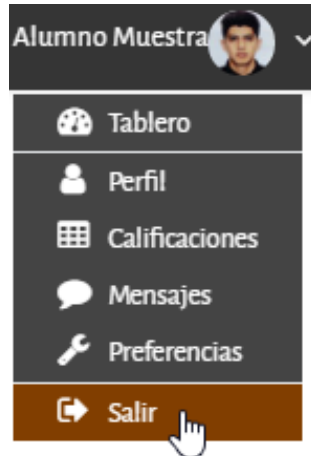 Alumno Muestra
Tablero
Perfil
Calificaciones
Mensajes
Preferencias
Salir